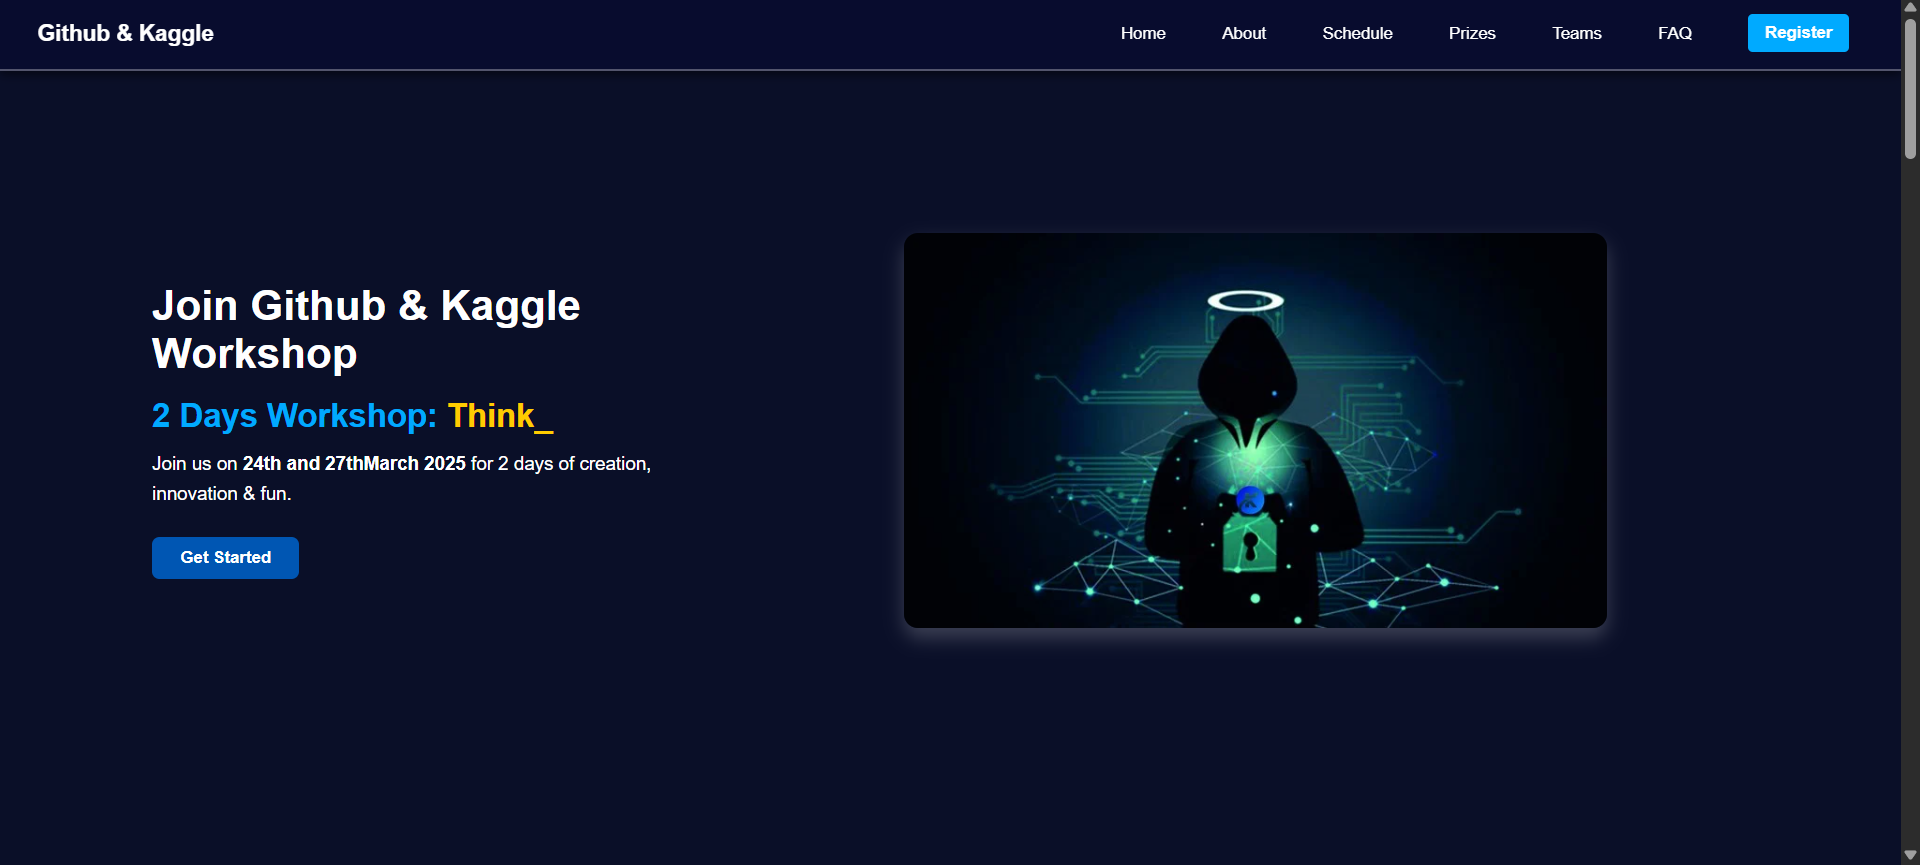 Github & Kaggle
Home
About
Schedule
Prizes
Teams
FAQ
Register
Join Github & Kaggle
Workshop
2 Days Workshop: Think_
Join us on 24th and 27thMarch 2025 for 2 days of creation,
innovation & fun.
Get Started